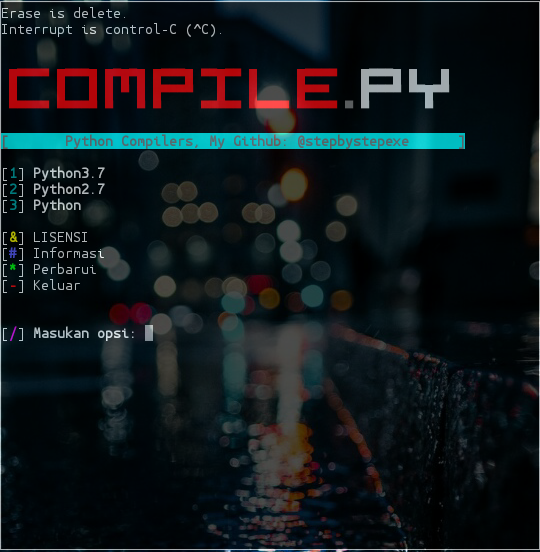 Erase is delete.
Interrupt is control-C (^C).
COMPILE.PY
[ Python Compilers, My Github: @stepbystepexe ]
[1] Python3.7
[2] Python2.7
[3] Python
[&] LISENSI
[#] Informasi
[*] Perbarui
[-] Keluar
[/] Masukan opsi: